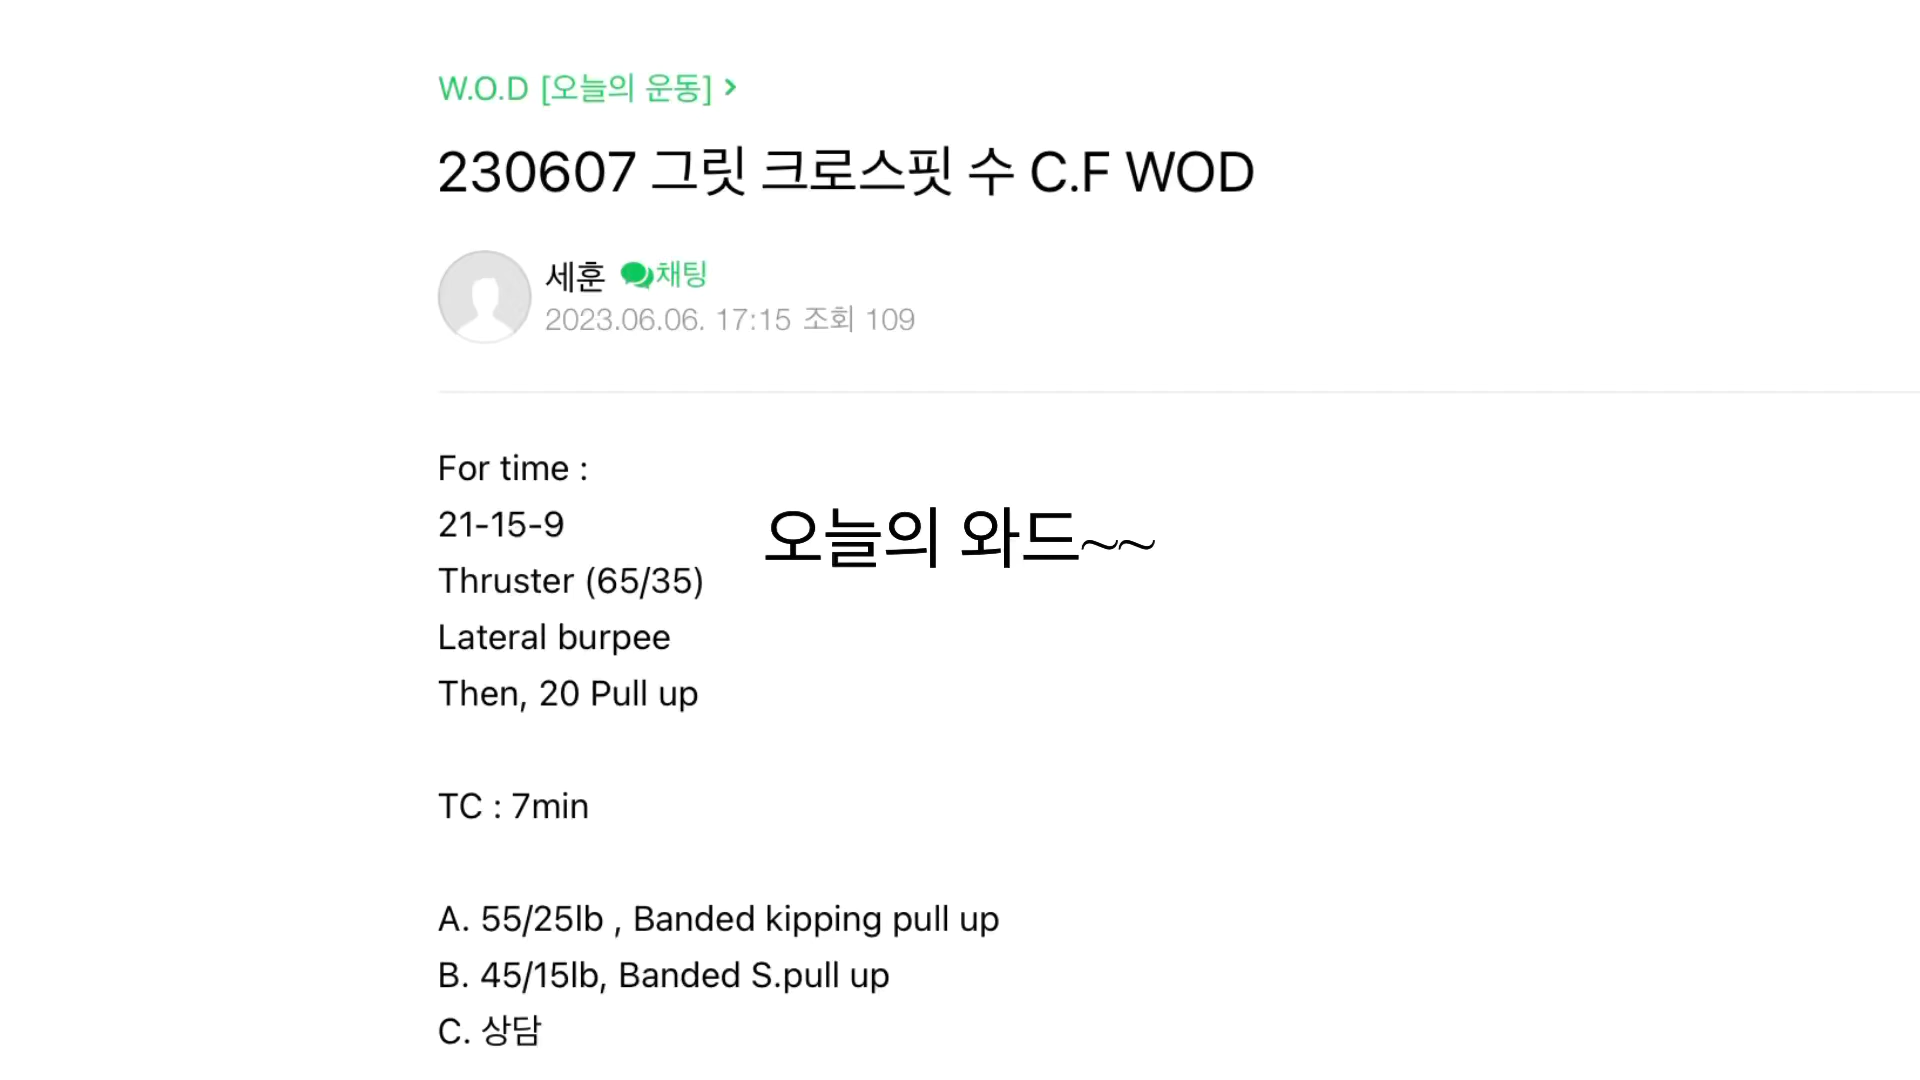 W.O.D [오늘의 운동] >
230607 그릿 크로스핏 수 C.F WOD
세훈 채팅
2023.06.06. 17:15 조회 109
For time :
21-15-9
오늘의 와드~~
Thruster (65/35)
Lateral burpee
Then, 20 Pull up
TC : 7min
A. 55/25lb , Banded kipping pull up
B. 45/15lb, Banded S.pull up
C. 상담